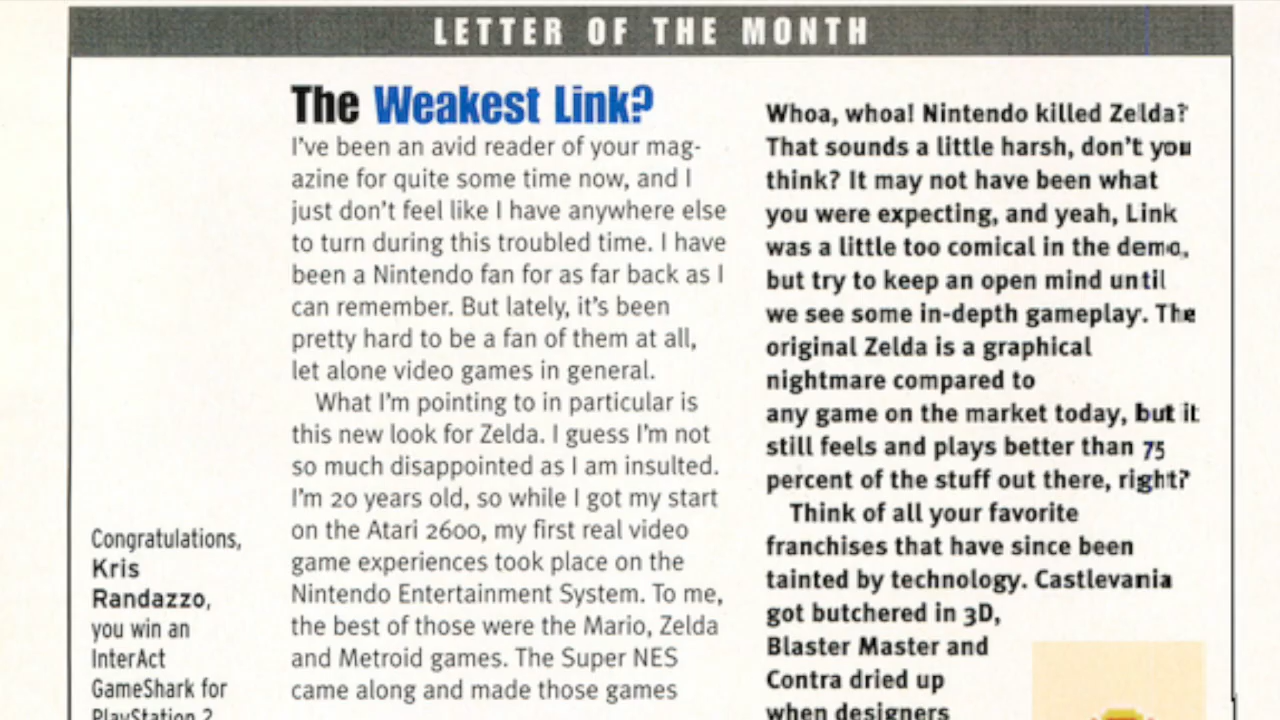 LETTER OF THE MONTH
The Weakest Link?
I've been an avid reader of your mag-
azine for quite some time now, and I
just don't feel like I have anywhere else
to turn during this troubled time. I have
been a Nintendo fan for as far back as I
can remember. But lately, it's been
pretty hard to be a fan of them at all,
let alone video games in general.
What I'm pointing to in particular is
this new look for Zelda. I guess I'm not
so much disappointed as I am insulted.
I'm 20 years old, so while I got my start
on the Atari 2600, my first real video
game experiences took place on the
Nintendo Entertainment System. To me,
the best of those were the Mario, Zelda
and Metroid games. The Super NES
came along and made those games
Whoa, whoa! Nintendo killed Zelda?
That sounds a little harsh, don't you
think? It may not have been what
you were expecting, and yeah, Link
was a little too comical in the demo,
but try to keep an open mind until
we see some in-depth gameplay. The
original Zelda is a graphical
nightmare compared to
any game on the market today, but it
still feels and plays better than 75
percent of the stuff out there, right?
Think of all your favorite
franchises that have since been
tainted by technology. Castlevania
got butchered in 3D,
Blaster Master and
Contra dried up
when designers
Congratulations,
Kris
Randazzo,
you win an
InterAct
GameShark for
PlayStation 2